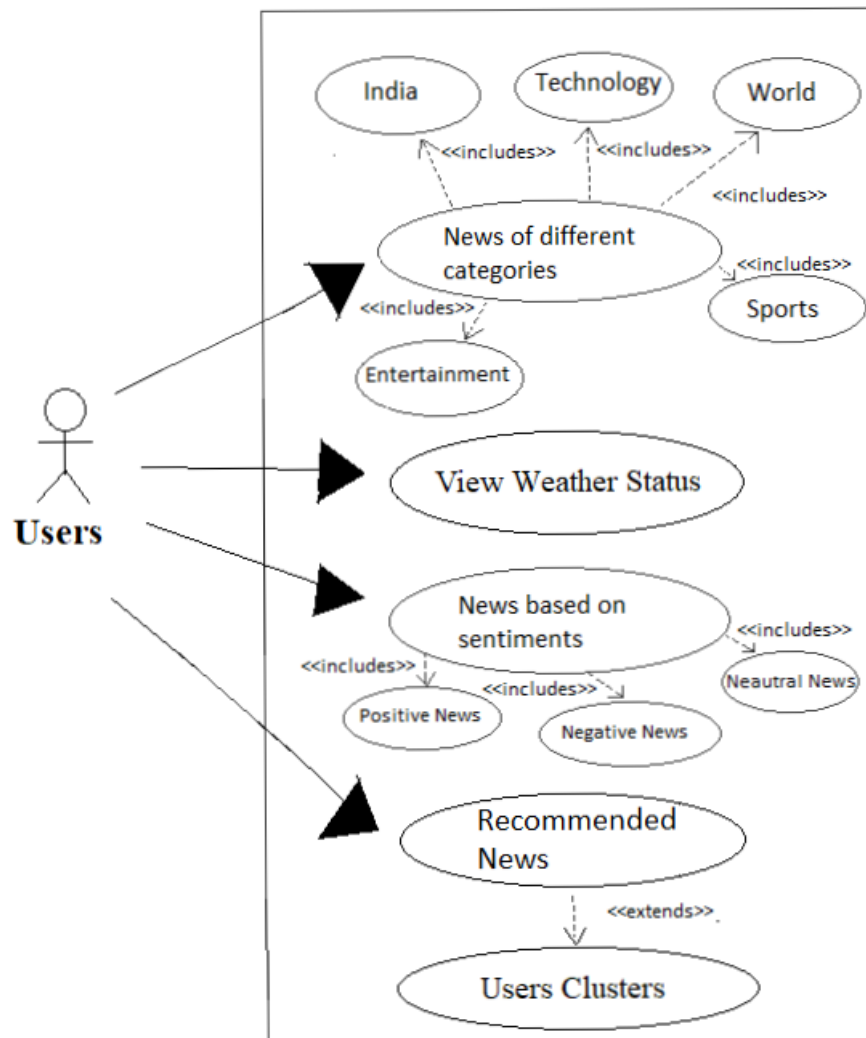 India
Technology
World
<<includes>>
<<includes>>
<<includes>>
News of different
categories
<<includes>>
Sports
<<includes>>
Entertainment
View Weather Status
Users
News based on
sentiments
<<includes>>
<<includes>>
<<includes>>
Neautral News
Positive News
Negative News
Recommended
News
<<extends>>
Users Clusters